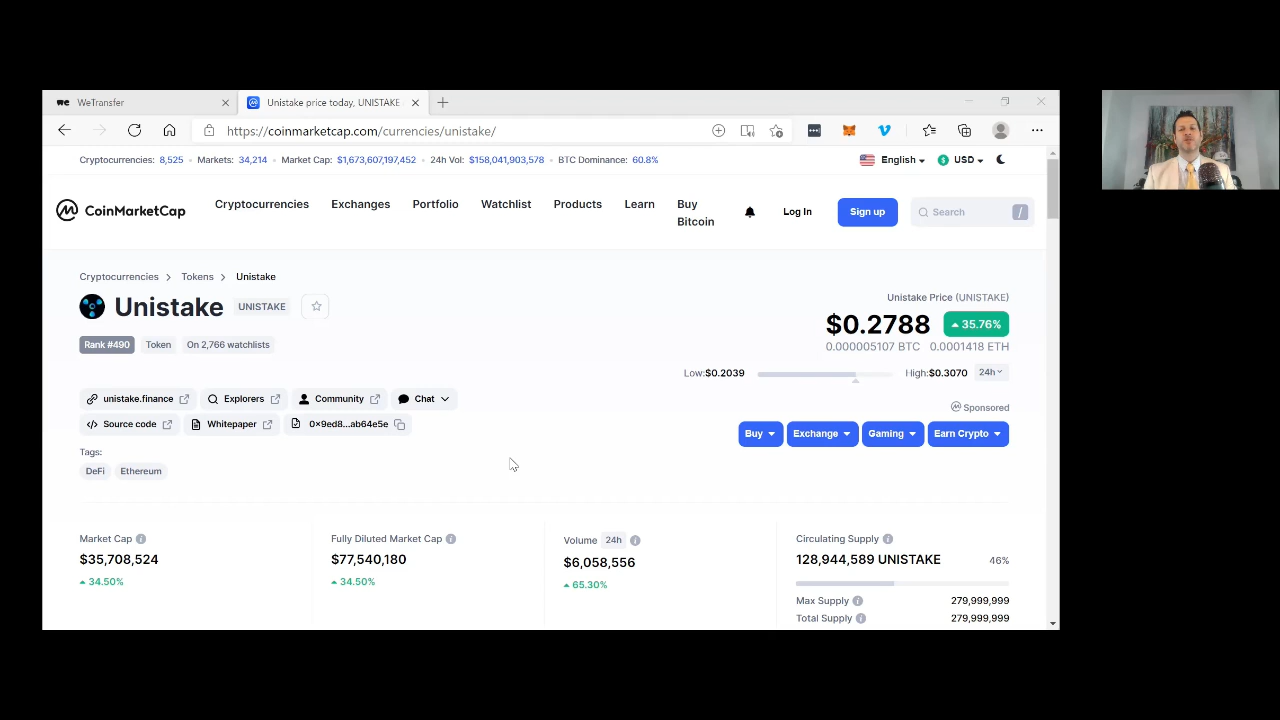 WeTransfer
Unistake price today, UNISTAKE
https://coinmarketcap.com/currencies/unistake/
Cryptocurrencies: 8,525 Markets: 34,214 Market Cap: $1,673,607,197,452 24h Vol: $158,041,903,578 BTC Dominance: 60.8% English USD
CoinMarketCap Cryptocurrencies Exchanges Portfolio Watchlist Products Learn Buy Bitcoin Log In Sign up Search /
Cryptocurrencies > Tokens > Unistake
Unistake UNISTAKE
Unistake Price (UNISTAKE)
$0.2788 35.76%
Rank #490 Token On 2,766 watchlists
0.000005107 BTC 0.0001418 ETH
Low:$0.2039 High:$0.3070 24h
unistake.finance Explorers Community Chat
Sponsored
Source code Whitepaper 0x9ed8...ab64e5e
Buy Exchange Gaming Earn Crypto
Tags:
DeFi Ethereum
Market Cap
$35,708,524
34.50%
Fully Diluted Market Cap
$77,540,180
34.50%
Volume 24h
$6,058,556
65.30%
Circulating Supply
128,944,589 UNISTAKE 46%
Max Supply 279,999,999
Total Supply 279,999,999